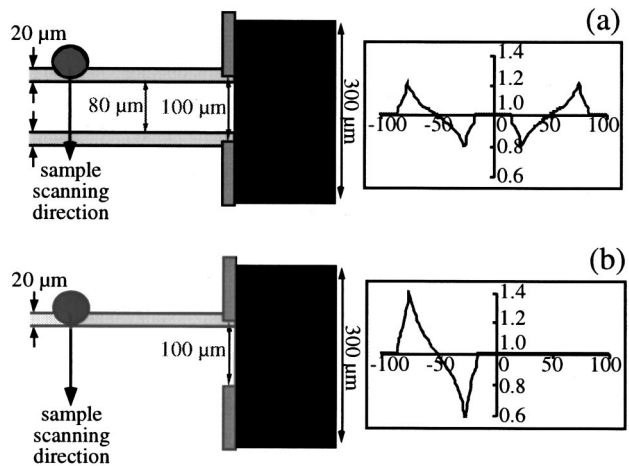 (a)
20 μm
80 μm
100 μm
300 μm
sample
scanning
direction
1.4
1.2
1.0
0.8
0.6
-100
-50
0
50
100
(b)
20 μm
100 μm
300 μm
sample
scanning
direction
1.4
1.2
1.0
0.8
0.6
-100
-50
0
50
100